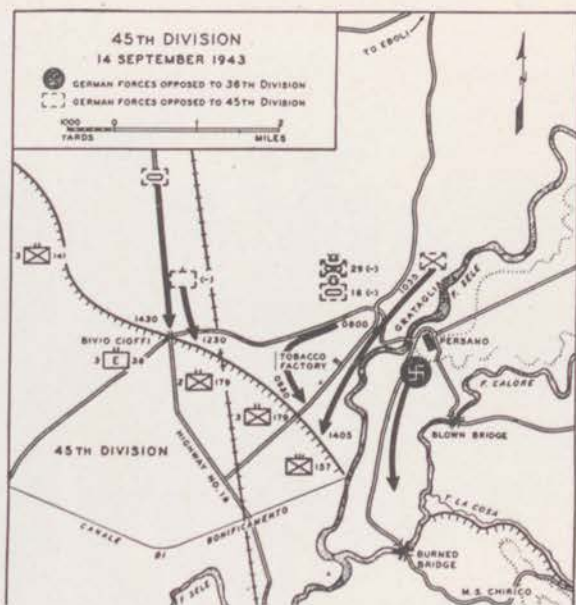 45TH DIVISION
14 SEPTEMBER 1943
GERMAN FORCES OPPOSED TO 36TH DIVISION
GERMAN FORCES OPPOSED TO 45TH DIVISION
1000 0 1 2
YARDS MILES
TO EBOLI
N
3 141
29 (-)
16 (-)
(-)
1035
GRATAGLIA
F. SELE
1430
1230
0800
BIVIO CIOFFI
PERSANO
3 E 36
TOBACCO
FACTORY
0820
2 179
F. CALORE
3 179
1405
BLOWN BRIDGE
45TH DIVISION
HIGHWAY NO. 18
157
F. LA COSA
CANALE DI BONIFICAMENTO
BURNED
BRIDGE
F. SELE
M. S. CHIRICO